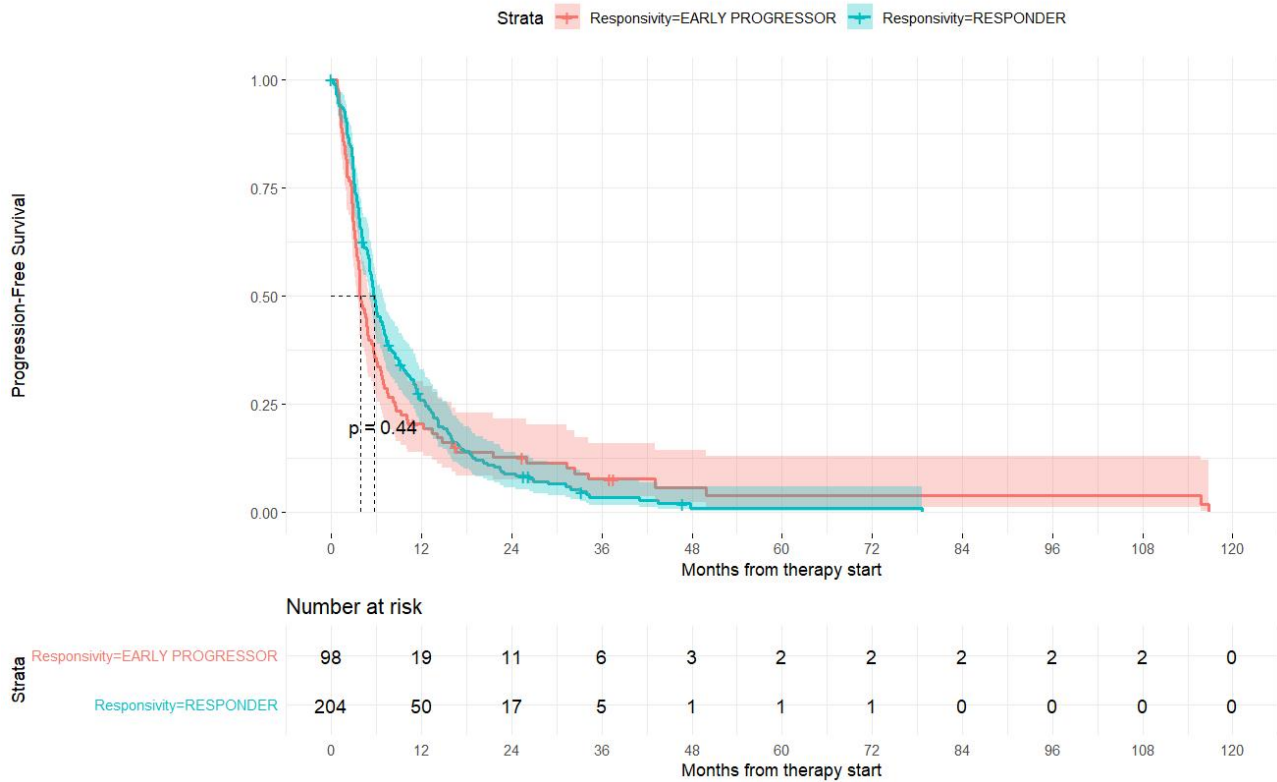 Strata Responsivity=EARLY PROGRESSOR Responsivity=RESPONDER
Progression-Free Survival
1.00
0.75
0.50
0.25
0.00
p = 0.44
0 12 24 36 48 60 72 84 96 108 120
Months from therapy start
Number at risk
Strata
Responsivity=EARLY PROGRESSOR 98 19 11 6 3 2 2 2 2 2 0
Responsivity=RESPONDER 204 50 17 5 1 1 1 0 0 0 0
0 12 24 36 48 60 72 84 96 108 120
Months from therapy start